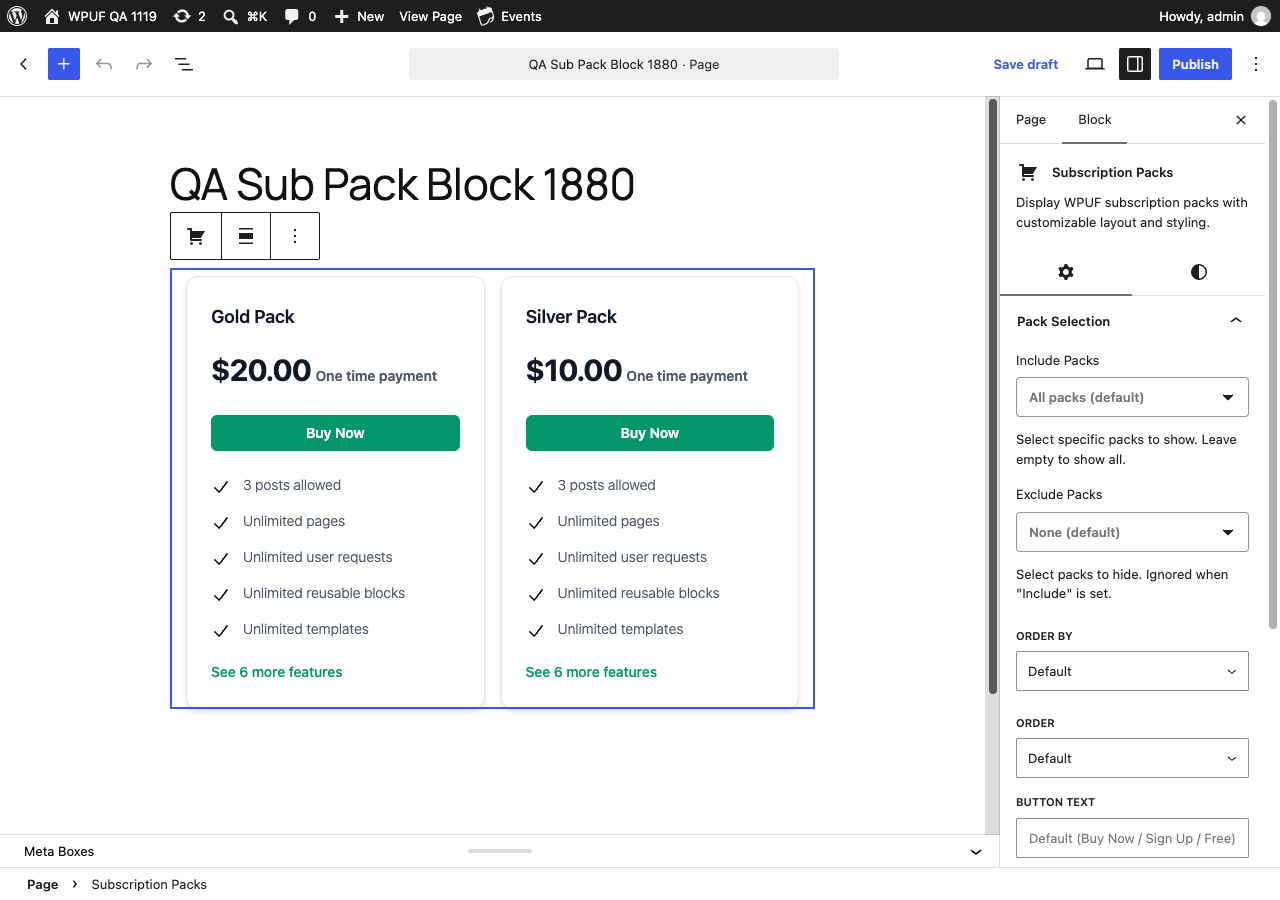 WPUF QA 1119
2
⌘K
0
New
View Page
Events
Howdy, admin
QA Sub Pack Block 1880 · Page
Save draft
Publish
QA Sub Pack Block 1880
Gold Pack
$20.00 One time payment
Buy Now
3 posts allowed
Unlimited pages
Unlimited user requests
Unlimited reusable blocks
Unlimited templates
See 6 more features
Silver Pack
$10.00 One time payment
Buy Now
3 posts allowed
Unlimited pages
Unlimited user requests
Unlimited reusable blocks
Unlimited templates
See 6 more features
Page
Block
Subscription Packs
Display WPUF subscription packs with
customizable layout and styling.
Pack Selection
Include Packs
All packs (default)
Select specific packs to show. Leave
empty to show all.
Exclude Packs
None (default)
Select packs to hide. Ignored when
"Include" is set.
ORDER BY
Default
ORDER
Default
BUTTON TEXT
Default (Buy Now / Sign Up / Free)
Meta Boxes
Page › Subscription Packs